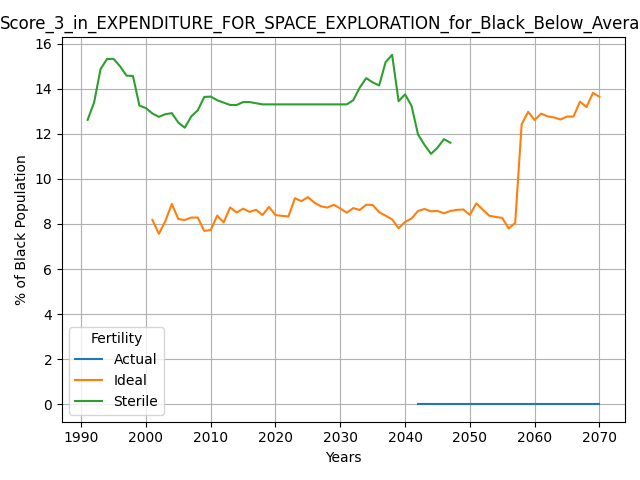 Score_3_in_EXPENDITURE_FOR_SPACE_EXPLORATION_for_Black_Below_Avera
16
14
12
10
8
6
4
2
0
% of Black Population
Fertility
Actual
Ideal
Sterile
1990 2000 2010 2020 2030 2040 2050 2060 2070
Years